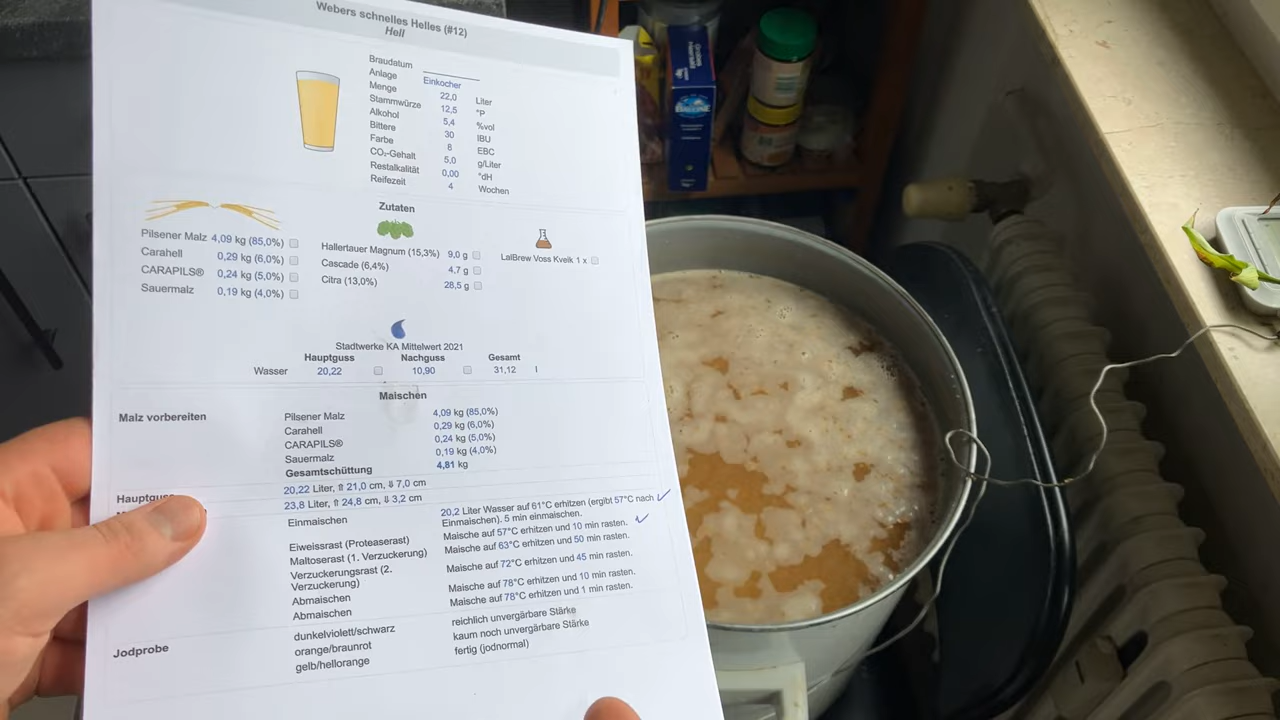 Webers schnelles Helles (#12)
Hell
Braudatum
Anlage Einkocher
Menge 22,0 Liter
Stammwürze 12,5 °P
Alkohol 5,4 %vol
Bittere 30 IBU
Farbe 8 EBC
CO₂-Gehalt 5,0 g/Liter
Restalkalität 0,00 °dH
Reifezeit 4 Wochen
Zutaten
Pilsener Malz 4,09 kg (85,0%)
Carahell 0,29 kg (6,0%)
CARAPILS® 0,24 kg (5,0%)
Sauermalz 0,19 kg (4,0%)
Hallertauer Magnum (15,3%) 9,0 g
Cascade (6,4%) 4,7 g
Citra (13,0%) 28,5 g
LalBrew Voss Kveik 1 x
Stadtwerke KA Mittelwert 2021
Hauptguss Nachguss Gesamt
Wasser 20,22 10,90 31,12 l
Maischen
Malz vorbereiten
Pilsener Malz 4,09 kg (85,0%)
Carahell 0,29 kg (6,0%)
CARAPILS® 0,24 kg (5,0%)
Sauermalz 0,19 kg (4,0%)
Gesamtschüttung 4,81 kg
Hauptguss 20,22 Liter, ⇑ 21,0 cm, ⇓ 7,0 cm
23,8 Liter, ⇑ 24,8 cm, ⇓ 3,2 cm
Einmaischen 20,2 Liter Wasser auf 61°C erhitzen (ergibt 57°C nach ✓
Einmaischen). 5 min einmaischen.
Eiweissrast (Proteaserast) Maische auf 57°C erhitzen und 10 min rasten. ✓
Maltoserast (1. Verzuckerung) Maische auf 63°C erhitzen und 50 min rasten.
Verzuckerungsrast (2. Maische auf 72°C erhitzen und 45 min rasten.
Verzuckerung)
Abmaischen Maische auf 78°C erhitzen und 10 min rasten.
Abmaischen Maische auf 78°C erhitzen und 1 min rasten.
Jodprobe
dunkelviolett/schwarz reichlich unvergärbare Stärke
orange/braunrot kaum noch unvergärbare Stärke
gelb/hellorange fertig (jodnormal)